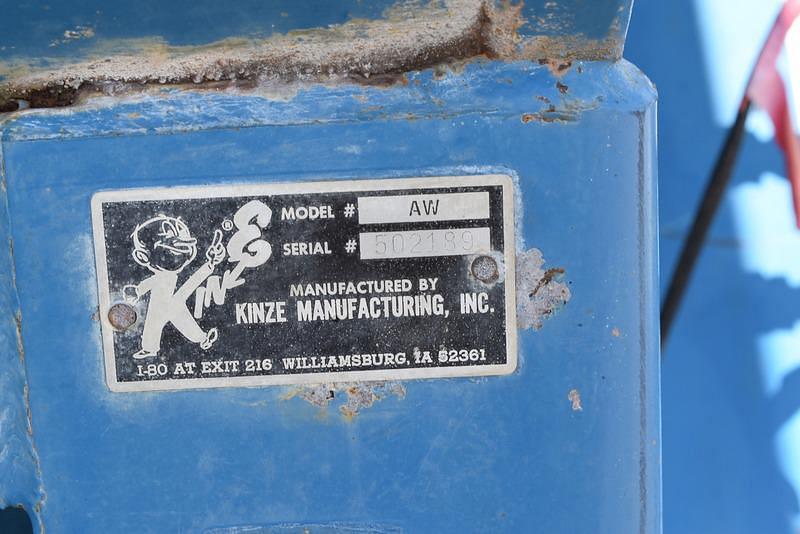 KINZE ®
MODEL # AW
SERIAL # 502189
MANUFACTURED BY
KINZE MANUFACTURING, INC.
I-80 AT EXIT 216 WILLIAMSBURG, IA 52361